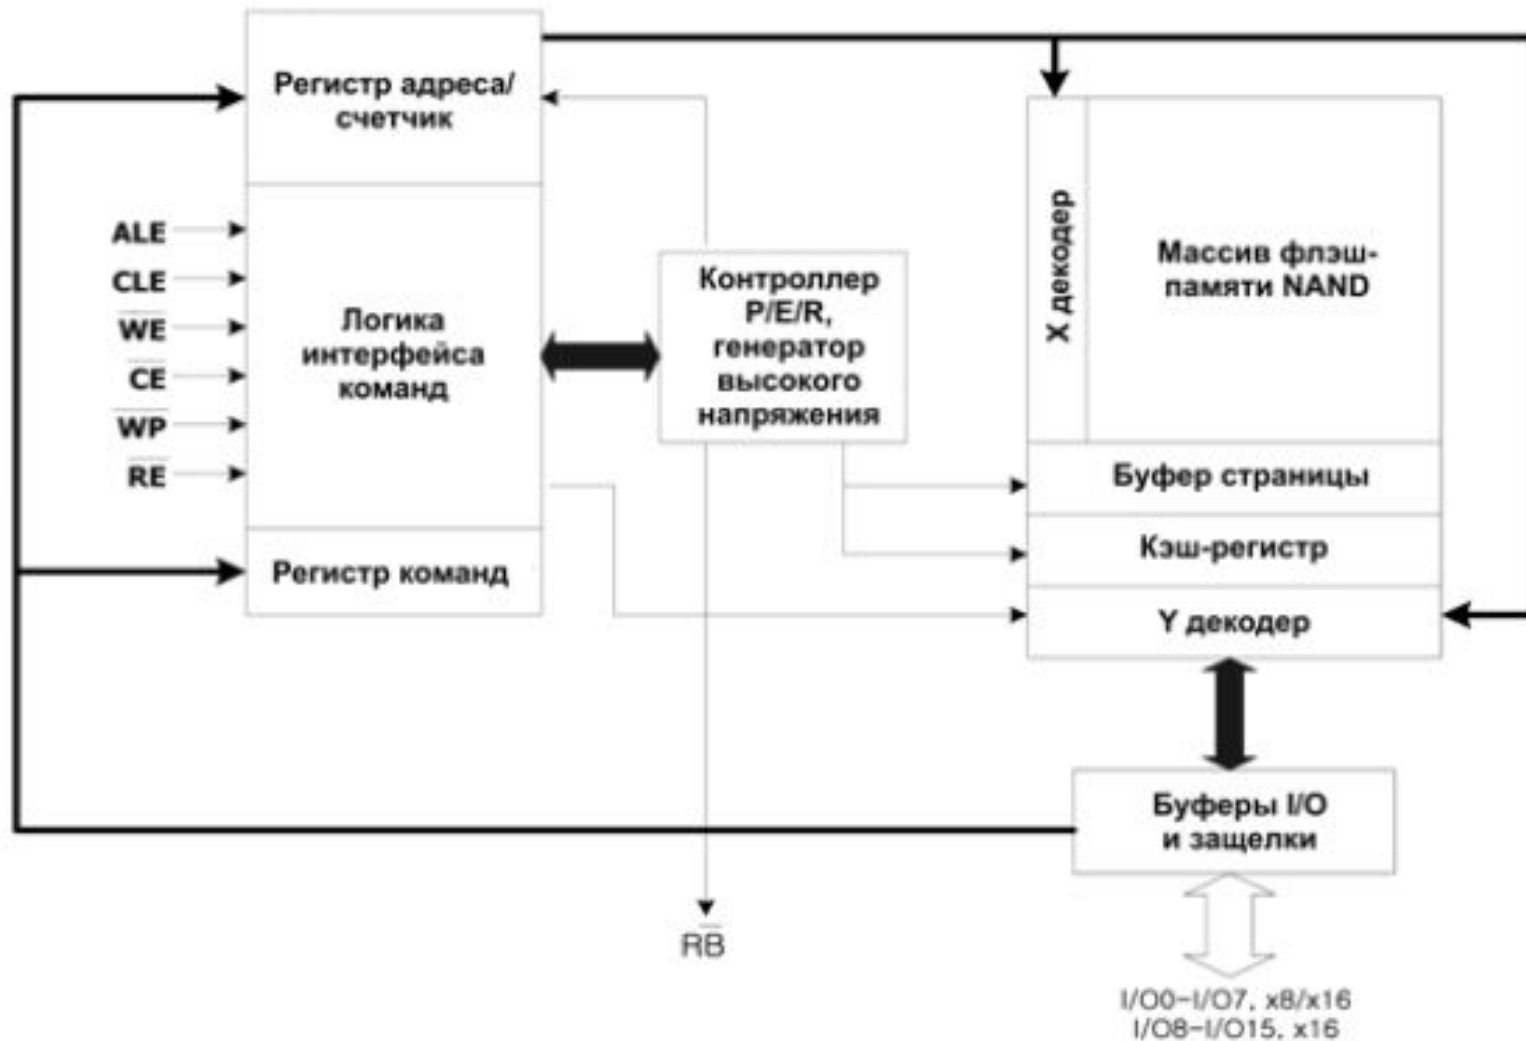 Регистр адреса/
счетчик
ALE
CLE
WE
CE
WP
RE
Логика
интерфейса
команд
Регистр команд
Контроллер
P/E/R,
генератор
высокого
напряжения
X декодер
Массив флэш-
памяти NAND
Буфер страницы
Кэш-регистр
Y декодер
Буферы I/O
и защелки
RB
I/O0-I/O7, x8/x16
I/O8-I/O15, x16